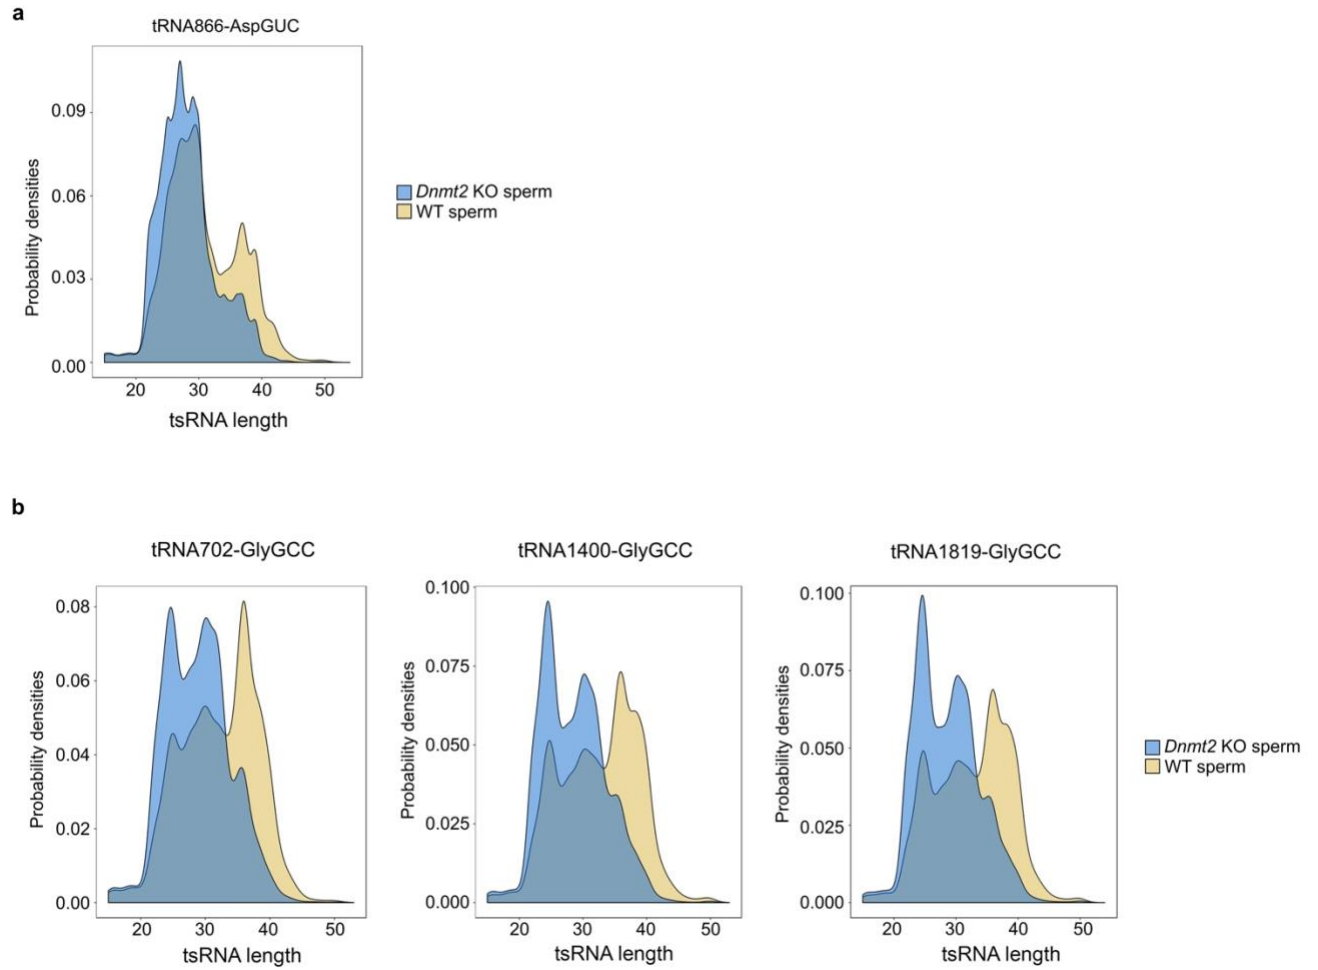 a
tRNA866-AspGUC
Probability densities
0.09
0.06
0.03
0.00
20 30 40 50
tsRNA length
Dnmt2 KO sperm
WT sperm
b
tRNA702-GlyGCC
Probability densities
0.08
0.06
0.04
0.02
0.00
20 30 40 50
tsRNA length
tRNA1400-GlyGCC
Probability densities
0.100
0.075
0.050
0.025
0.000
20 30 40 50
tsRNA length
tRNA1819-GlyGCC
Probability densities
0.100
0.075
0.050
0.025
0.000
20 30 40 50
tsRNA length
Dnmt2 KO sperm
WT sperm